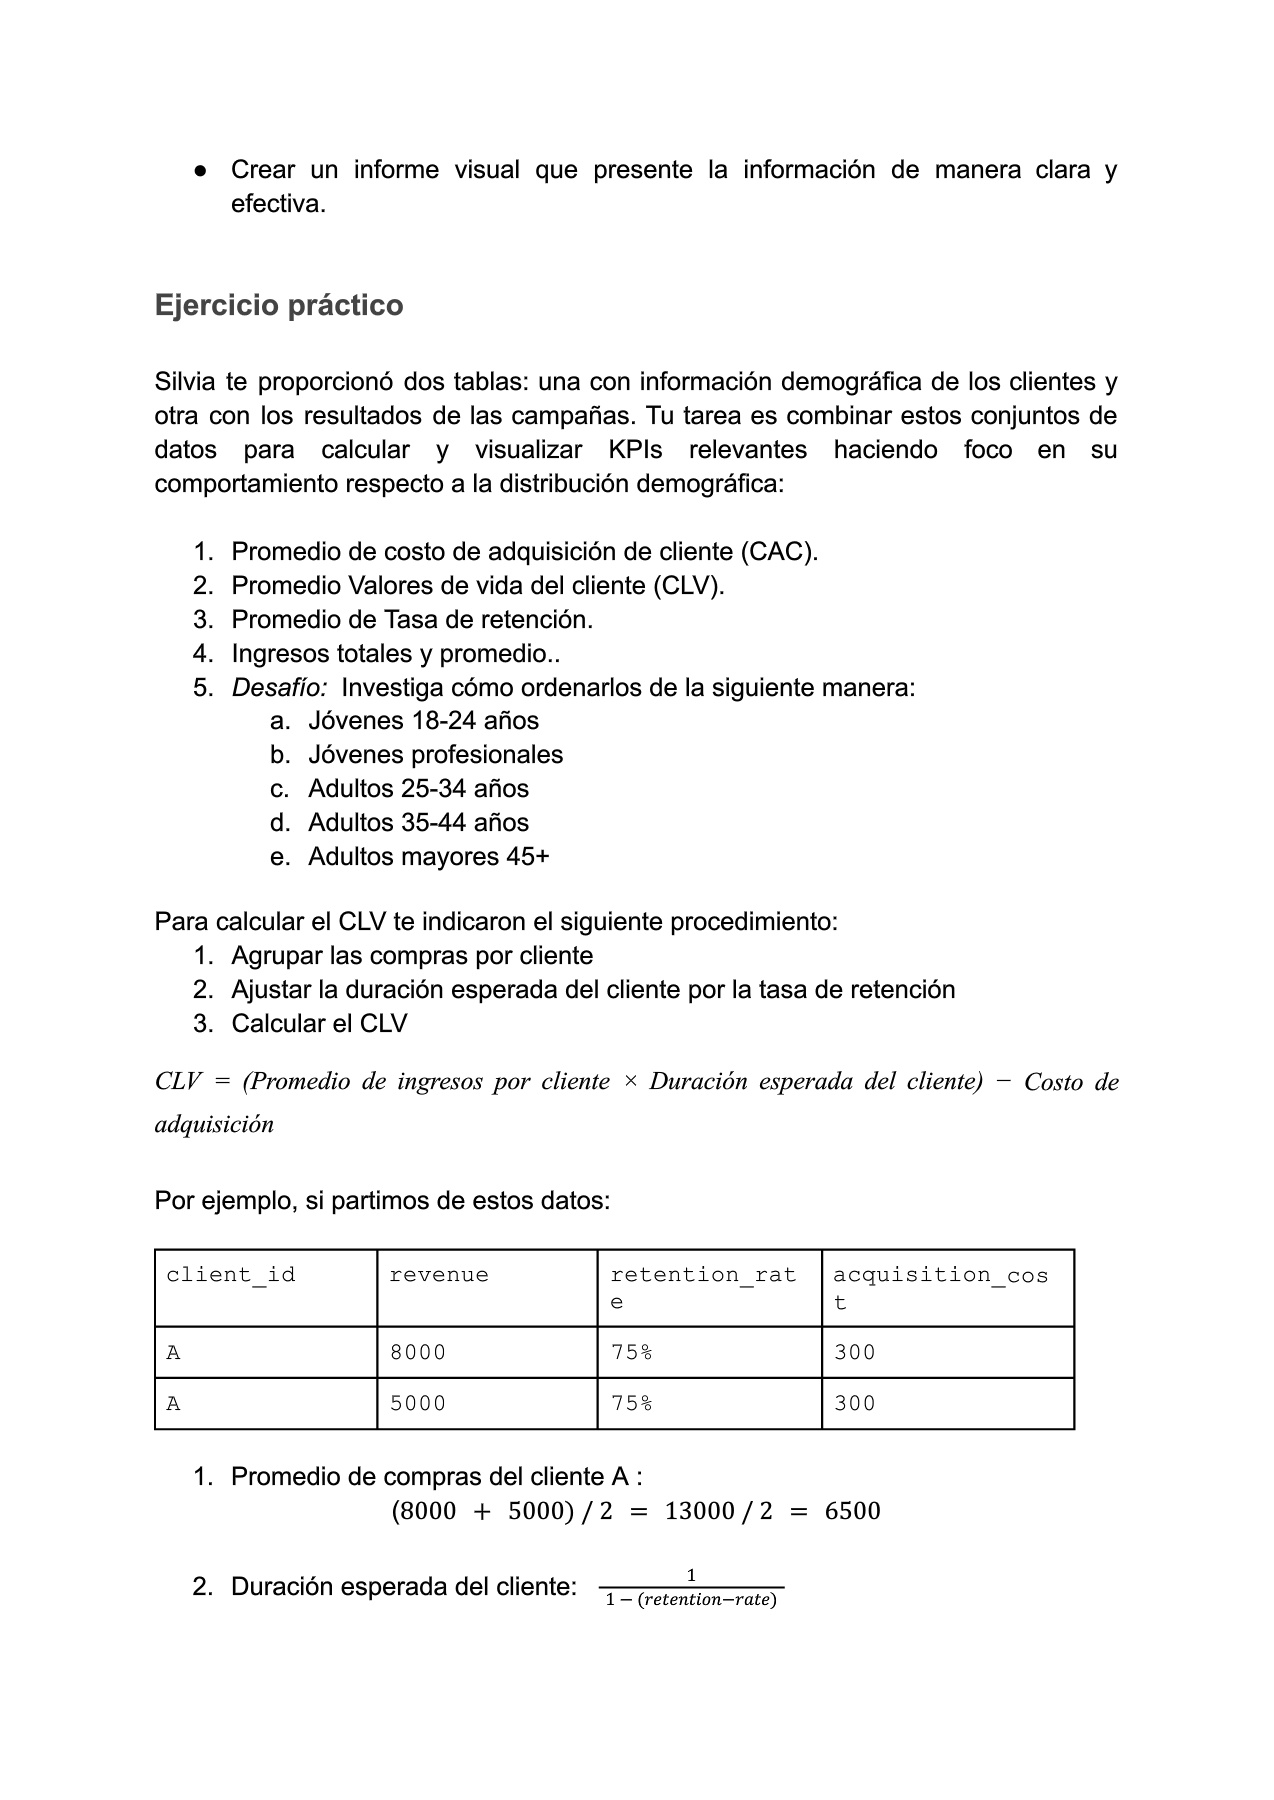 ● Crear un informe visual que presente la información de manera clara y
efectiva.
Ejercicio práctico
Silvia te proporcionó dos tablas: una con información demográfica de los clientes y
otra con los resultados de las campañas. Tu tarea es combinar estos conjuntos de
datos para calcular y visualizar KPIs relevantes haciendo foco en su
comportamiento respecto a la distribución demográfica:
1. Promedio de costo de adquisición de cliente (CAC).
2. Promedio Valores de vida del cliente (CLV).
3. Promedio de Tasa de retención.
4. Ingresos totales y promedio..
5. Desafío: Investiga cómo ordenarlos de la siguiente manera:
a. Jóvenes 18-24 años
b. Jóvenes profesionales
c. Adultos 25-34 años
d. Adultos 35-44 años
e. Adultos mayores 45+
Para calcular el CLV te indicaron el siguiente procedimiento:
1. Agrupar las compras por cliente
2. Ajustar la duración esperada del cliente por la tasa de retención
3. Calcular el CLV
CLV = (Promedio de ingresos por cliente × Duración esperada del cliente) − Costo de
adquisición
Por ejemplo, si partimos de estos datos:
client_id revenue retention_rat acquisition_cos
e t
A 8000 75% 300
A 5000 75% 300
1. Promedio de compras del cliente A :
(8000 + 5000) / 2 = 13000 / 2 = 6500
2. Duración esperada del cliente: 1
1 − (retention−rate)